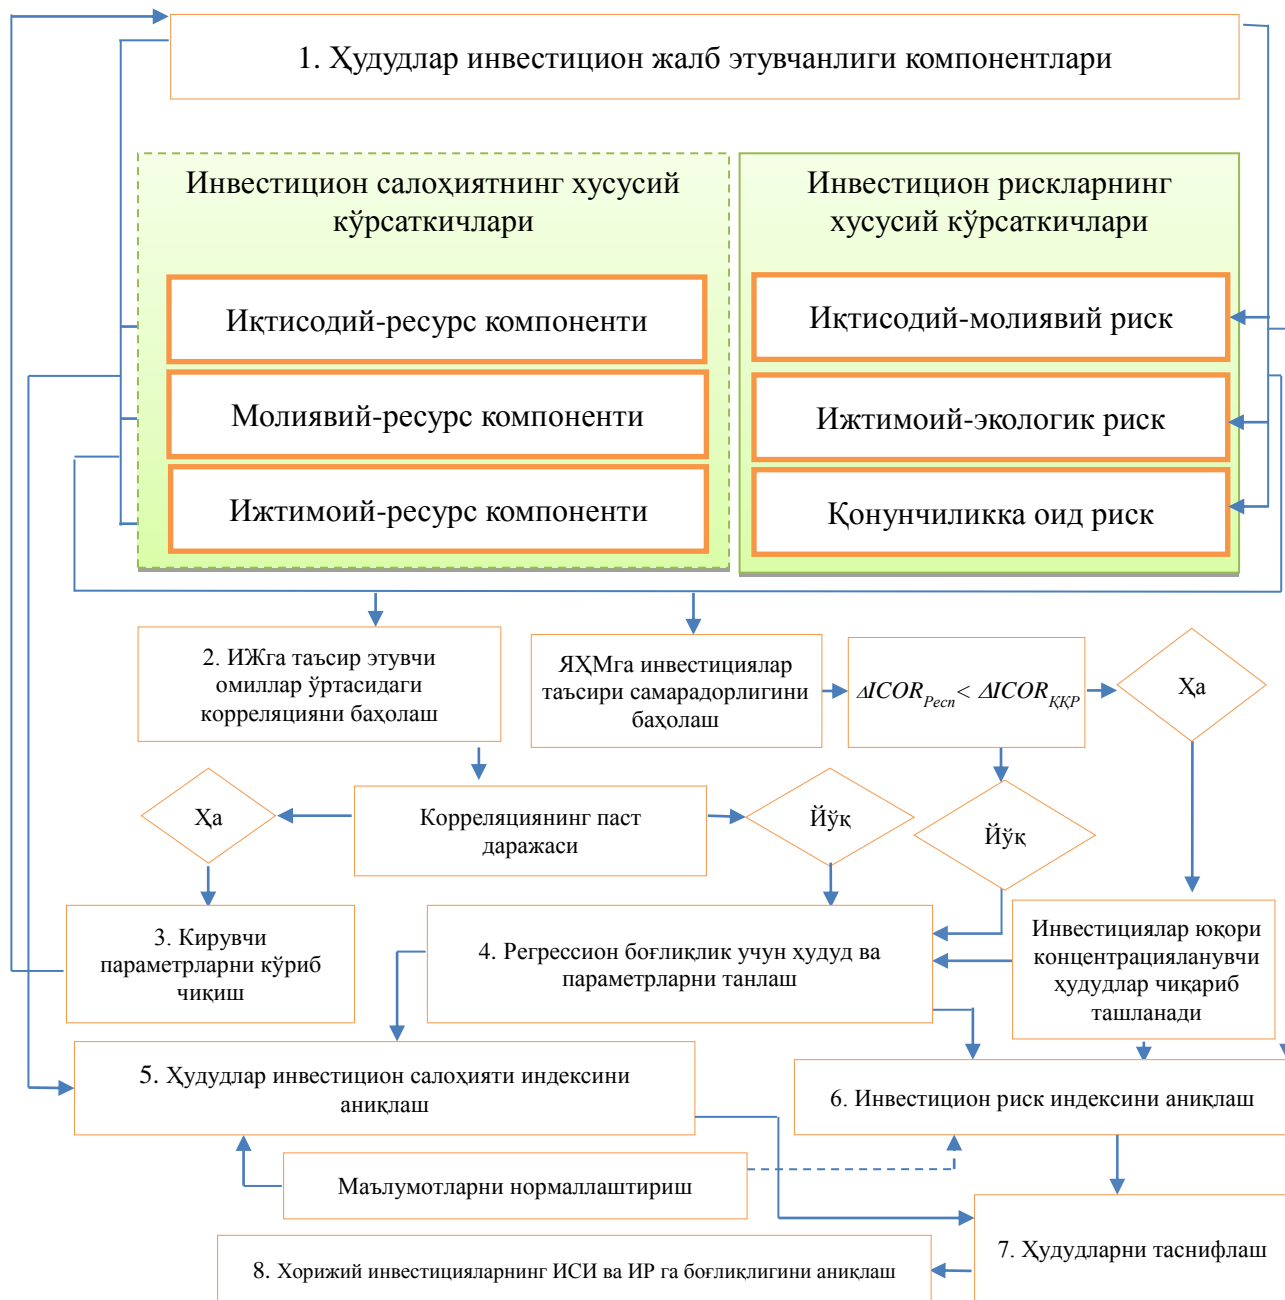 1. Ҳудудлар инвестицион жалб этувчанлиги компонентлари
Инвестицион салоҳиятнинг хусусий
кўрсаткичлари
Иқтисодий-ресурс компоненти
Молиявий-ресурс компоненти
Ижтимоий-ресурс компоненти
Инвестицион рискларнинг
хусусий кўрсаткичлари
Иқтисодий-молиявий риск
Ижтимоий-экологик риск
Қонунчиликка оид риск
2. ИЖга таъсир этувчи
омиллар ўртасидаги
корреляцияни баҳолаш
ЯҲМга инвестициялар
таъсири самарадорлигини
баҳолаш
ΔICOR_Респ < ΔICOR_ҚҚР
Ҳа
Ҳа
Корреляциянинг паст
даражаси
Йўқ
Йўқ
3. Кирувчи
параметрларни кўриб
чиқиш
4. Регрессион боғлиқлик учун ҳудуд ва
параметрларни танлаш
Инвестициялар юқори
концентрацияланувчи
ҳудудлар чиқариб
ташланади
5. Ҳудудлар инвестицион салоҳияти индексини
аниқлаш
6. Инвестицион риск индексини аниқлаш
Маълумотларни нормаллаштириш
7. Ҳудудларни таснифлаш
8. Хорижий инвестицияларнинг ИСИ ва ИР га боғлиқлигини аниқлаш